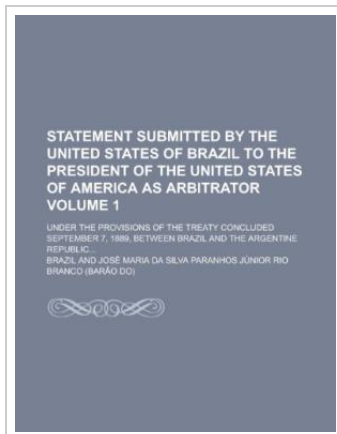 STATEMENT SUBMITTED BY THE
UNITED STATES OF BRAZIL TO THE
PRESIDENT OF THE UNITED STATES
OF AMERICA AS ARBITRATOR
VOLUME 1
UNDER THE PROVISIONS OF THE TREATY CONCLUDED
SEPTEMBER 7, 1889, BETWEEN BRAZIL AND THE ARGENTINE
REPUBLIC...
BRAZIL AND JOSÉ MARIA DA SILVA PARANHOS JÚNIOR RIO
BRANCO (BARÃO DO)